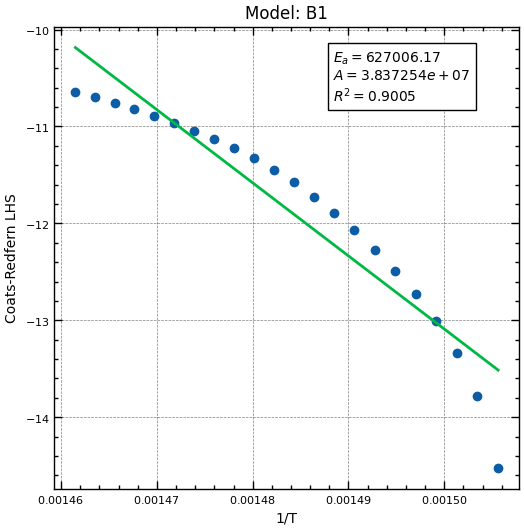 Model: B1
−10
−11
−12
−13
−14
Coats-Redfern LHS
E_a = 627006.17
A = 3.837254e + 07
R^2 = 0.9005
0.00146 0.00147 0.00148 0.00149 0.00150
1/T